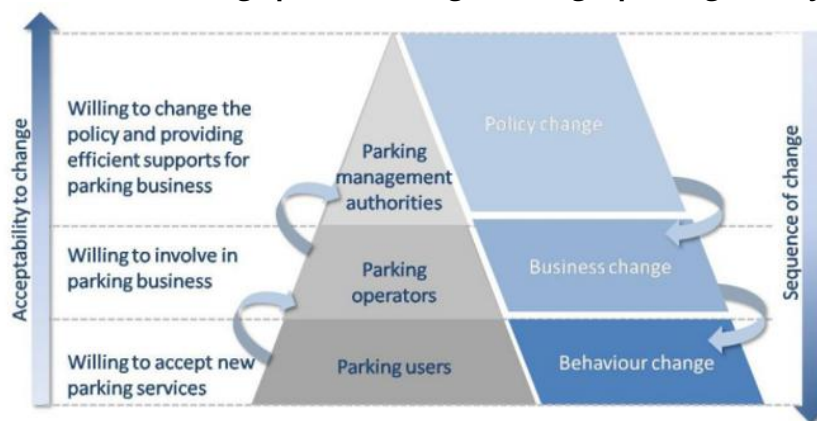 Acceptability to change
Willing to change the
policy and providing
efficient supports for
parking business
Willing to involve in
parking business
Willing to accept new
parking services
Parking
management
authorities
Parking
operators
Parking users
Policy change
Business change
Behaviour change
Sequence of change